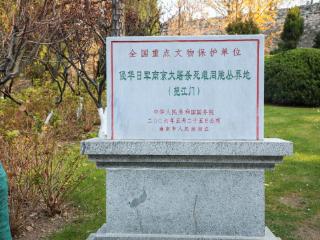 全国重点文物保护单位
侵华日军南京大屠杀死难同胞丛葬地
(挹江门)
中华人民共和国国务院
二〇〇六年五月二十五日公布
南京市人民政府立